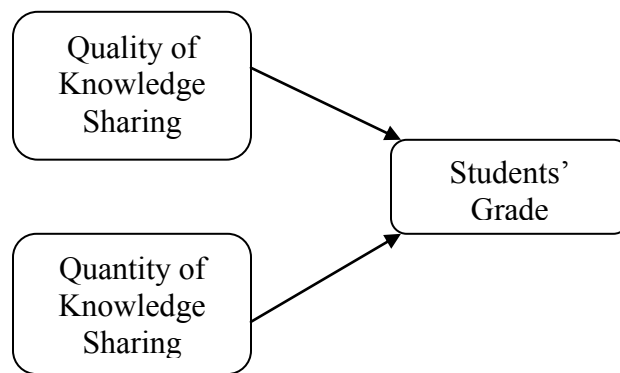 Quality of
Knowledge
Sharing
Students’
Grade
Quantity of
Knowledge
Sharing